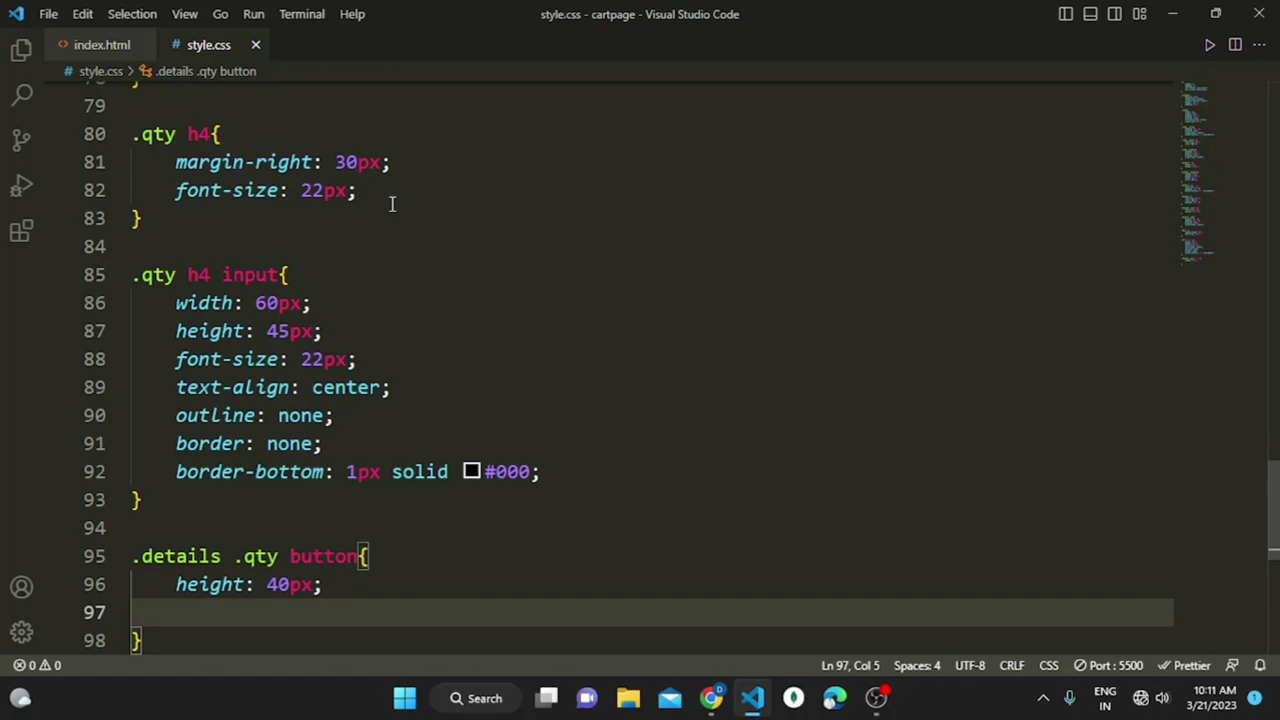 File Edit Selection View Go Run Terminal Help style.css - cartpage - Visual Studio Code
index.html style.css
style.css > .details .qty button
79
80 .qty h4{
81 margin-right: 30px;
82 font-size: 22px;
83 }
84
85 .qty h4 input{
86 width: 60px;
87 height: 45px;
88 font-size: 22px;
89 text-align: center;
90 outline: none;
91 border: none;
92 border-bottom: 1px solid #000;
93 }
94
95 .details .qty button{
96 height: 40px;
97
98 }
0 0 Ln 97, Col 5 Spaces: 4 UTF-8 CRLF CSS Port : 5500 Prettier
Search ENG 10:11 AM
IN 3/21/2023 1